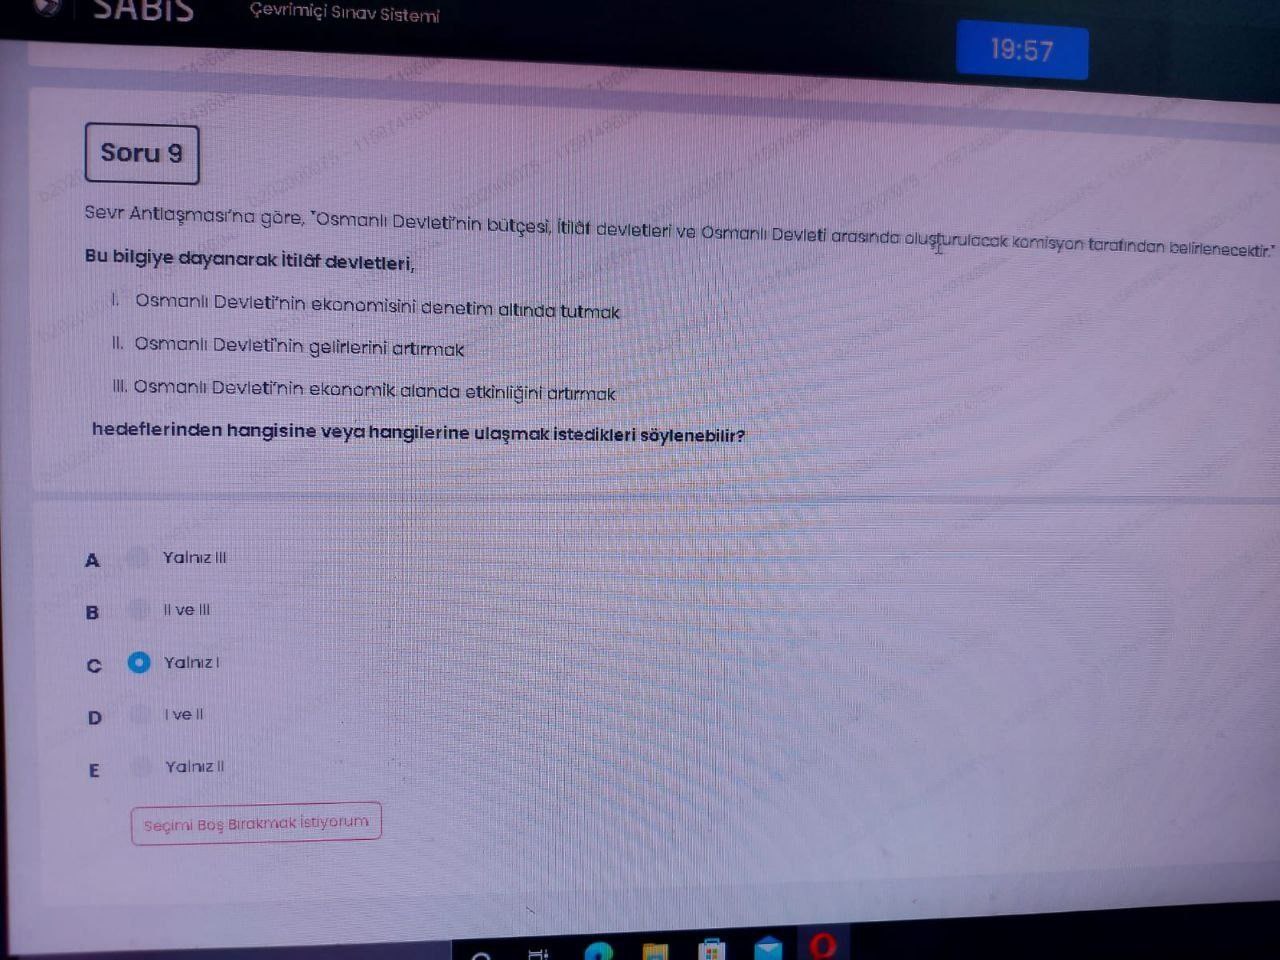 SABİS
Çevrimiçi Sınav Sistemi
19:57
Soru 9
Sevr Antlaşması'na göre, "Osmanlı Devleti'nin bütçesi, İtilâf devletleri ve Osmanlı Devleti arasında oluşturulacak komisyon tarafından belirlenecektir."
Bu bilgiye dayanarak İtilâf devletleri,
I. Osmanlı Devleti'nin ekonomisini denetim altında tutmak
II. Osmanlı Devleti'nin gelirlerini artırmak
III. Osmanlı Devleti'nin ekonomik alanda etkinliğini artırmak
hedeflerinden hangisine veya hangilerine ulaşmak istedikleri söylenebilir?
A Yalnız III
B II ve III
C Yalnız I
D I ve II
E Yalnız II
Seçimi Boş Bırakmak İstiyorum